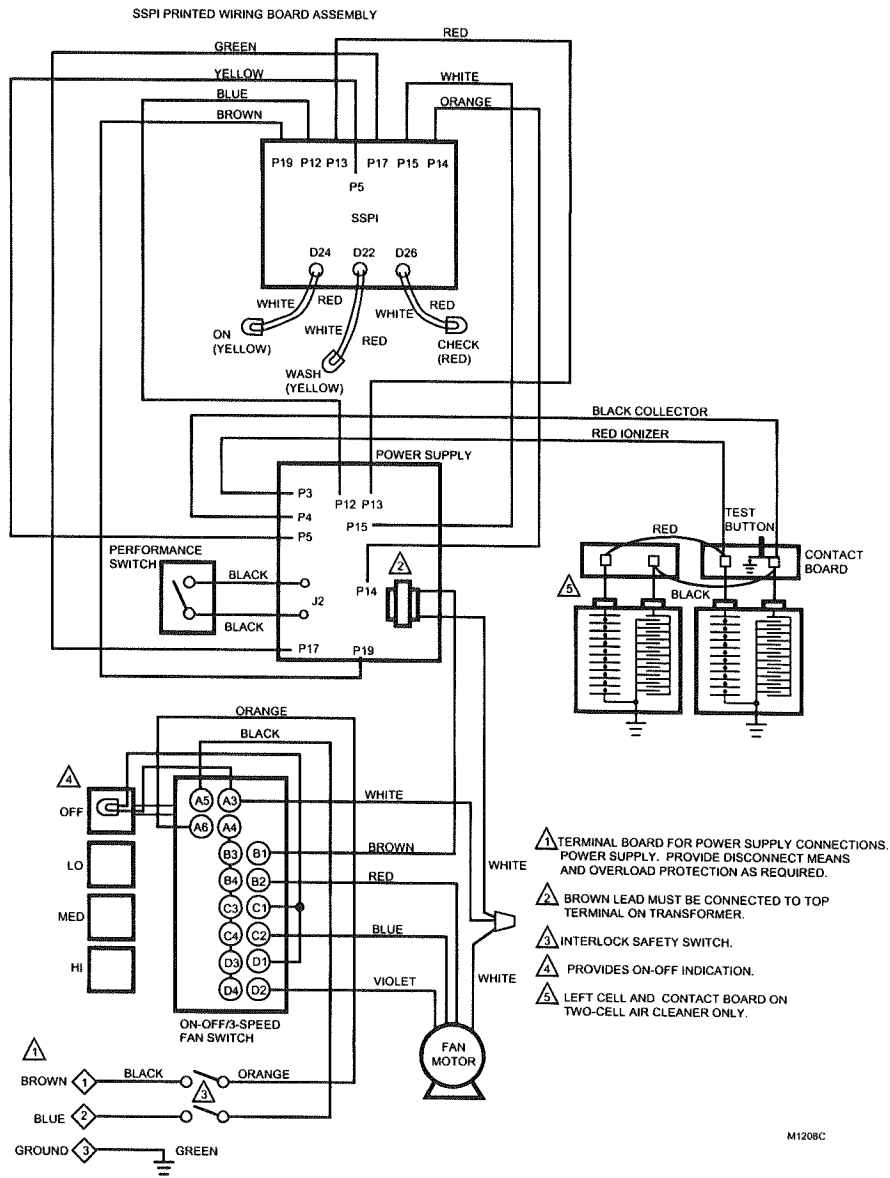 SSPI PRINTED WIRING BOARD ASSEMBLY
RED
GREEN
YELLOW
WHITE
BLUE
ORANGE
BROWN
P19 P12 P13 P17 P15 P14
P5
SSPI
D24 D22 D26
WHITE RED
WHITE RED
WHITE RED
ON
(YELLOW)
CHECK
(RED)
WASH
(YELLOW)
BLACK COLLECTOR
RED IONIZER
POWER SUPPLY
P3
P12 P13
P4
P15
P5
TEST
BUTTON
RED
PERFORMANCE
SWITCH
CONTACT
BOARD
2
BLACK
P14
5
BLACK
J2
BLACK
P17
P19
ORANGE
BLACK
4
OFF
A5 A3
WHITE
A6 A4
B3 B1
BROWN
LO
B4 B2
RED
C3 C1
MED
C4 C2
BLUE
D3 D1
HI
D4 D2
VIOLET
WHITE
WHITE
ON-OFF/3-SPEED
FAN SWITCH
FAN
MOTOR
1 TERMINAL BOARD FOR POWER SUPPLY CONNECTIONS.
POWER SUPPLY. PROVIDE DISCONNECT MEANS
AND OVERLOAD PROTECTION AS REQUIRED.
2 BROWN LEAD MUST BE CONNECTED TO TOP
TERMINAL ON TRANSFORMER.
3 INTERLOCK SAFETY SWITCH.
4 PROVIDES ON-OFF INDICATION.
5 LEFT CELL AND CONTACT BOARD ON
TWO-CELL AIR CLEANER ONLY.
1
BROWN 1 BLACK ORANGE
3
BLUE 2
GROUND 3 GREEN
M1208C